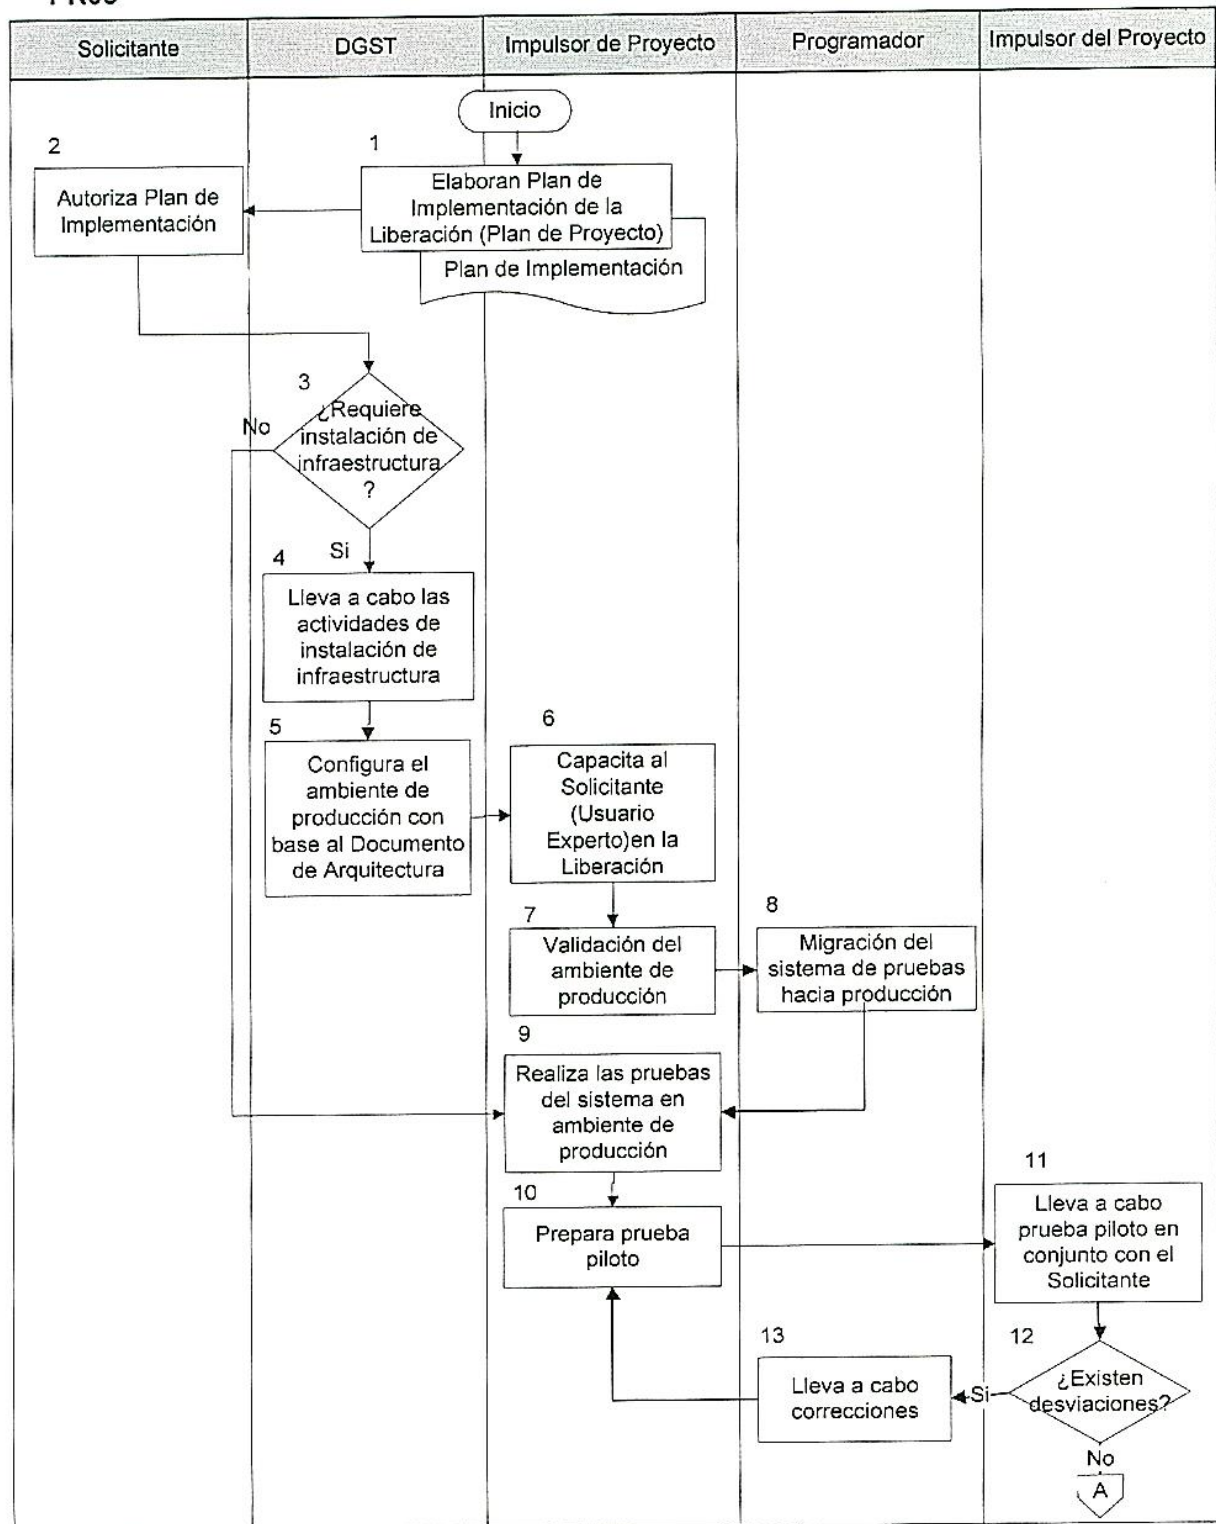 Solicitante
DGST
Impulsor de Proyecto
Programador
Impulsor del Proyecto
Inicio
1
Elaboran Plan de
Implementación de la
Liberación (Plan de Proyecto)
Plan de Implementación
2
Autoriza Plan de
Implementación
3
¿Requiere
instalación de
infraestructura
?
No
Si
4
Lleva a cabo las
actividades de
instalación de
infraestructura
5
Configura el
ambiente de
producción con
base al Documento
de Arquitectura
6
Capacita al
Solicitante
(Usuario
Experto)en la
Liberación
7
Validación del
ambiente de
producción
8
Migración del
sistema de pruebas
hacia producción
9
Realiza las pruebas
del sistema en
ambiente de
producción
10
Prepara prueba
piloto
11
Lleva a cabo
prueba piloto en
conjunto con el
Solicitante
12
¿Existen
desviaciones?
Si
13
Lleva a cabo
correcciones
No
A